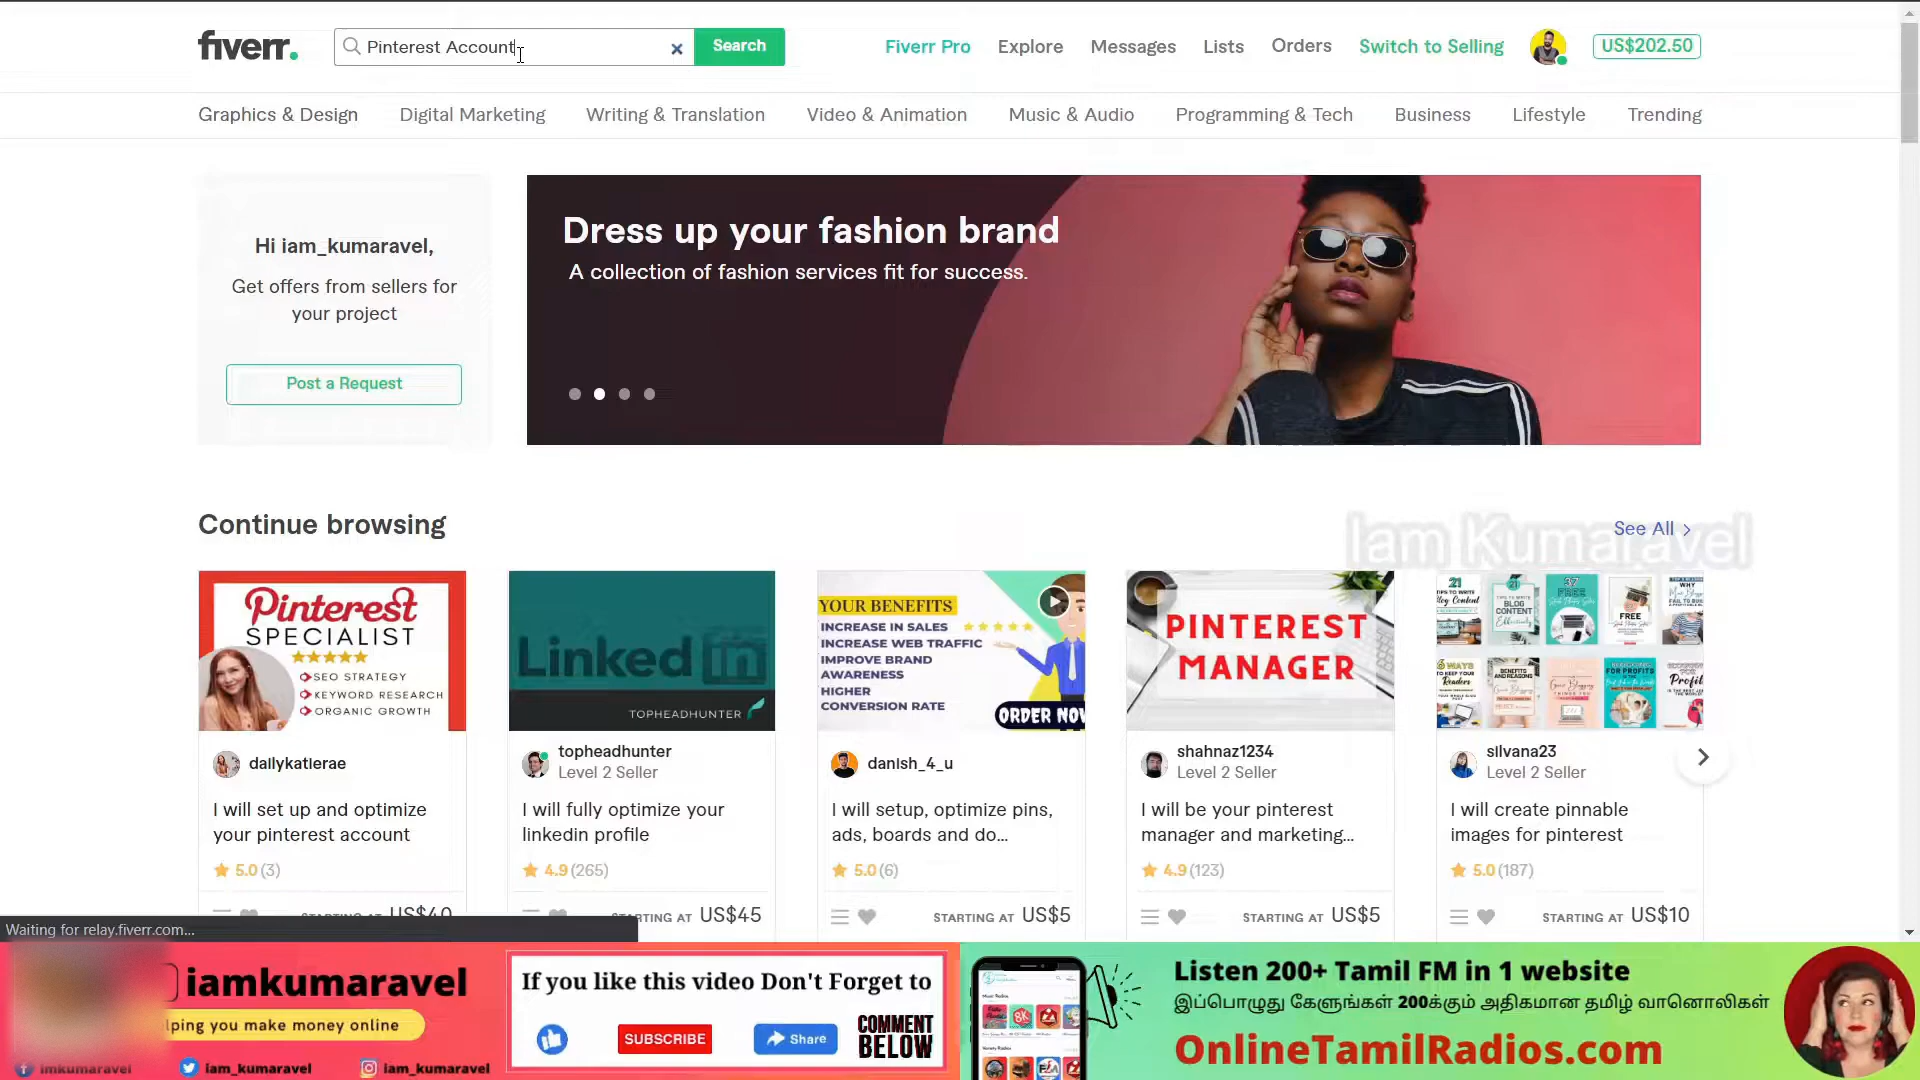 fiverr.
Pinterest Account
Search
Fiverr Pro
Explore
Messages
Lists
Orders
Switch to Selling
US$202.50
Graphics & Design
Digital Marketing
Writing & Translation
Video & Animation
Music & Audio
Programming & Tech
Business
Lifestyle
Trending
Hi iam_kumaravel,
Get offers from sellers for
your project
Post a Request
Dress up your fashion brand
A collection of fashion services fit for success.
Continue browsing
See All
Iam Kumaravel
Pinterest
SPECIALIST
SEO STRATEGY
KEYWORD RESEARCH
ORGANIC GROWTH
dailykatierae
I will set up and optimize
your pinterest account
5.0 (3)
STARTING AT US$40
Linked in
TOPHEADHUNTER
topheadhunter
Level 2 Seller
I will fully optimize your
linkedin profile
4.9 (265)
STARTING AT US$45
YOUR BENEFITS
INCREASE IN SALES
INCREASE WEB TRAFFIC
IMPROVE BRAND
AWARENESS
HIGHER
CONVERSION RATE
ORDER NOW
danish_4_u
I will setup, optimize pins,
ads, boards and do...
5.0 (6)
STARTING AT US$5
PINTEREST
MANAGER
shahnaz1234
Level 2 Seller
I will be your pinterest
manager and marketing...
4.9 (123)
STARTING AT US$5
silvana23
Level 2 Seller
I will create pinnable
images for pinterest
5.0 (187)
STARTING AT US$10
Waiting for relay.fiverr.com...
iamkumaravel
lping you make money online
imkumaravel
iam_kumaravel
iam_kumaravel
If you like this video Don't Forget to
SUBSCRIBE
Share
COMMENT
BELOW
Listen 200+ Tamil FM in 1 website
இப்பொழுது கேளுங்கள் 200க்கும் அதிகமான தமிழ் வானொலிகள்
OnlineTamilRadios.com